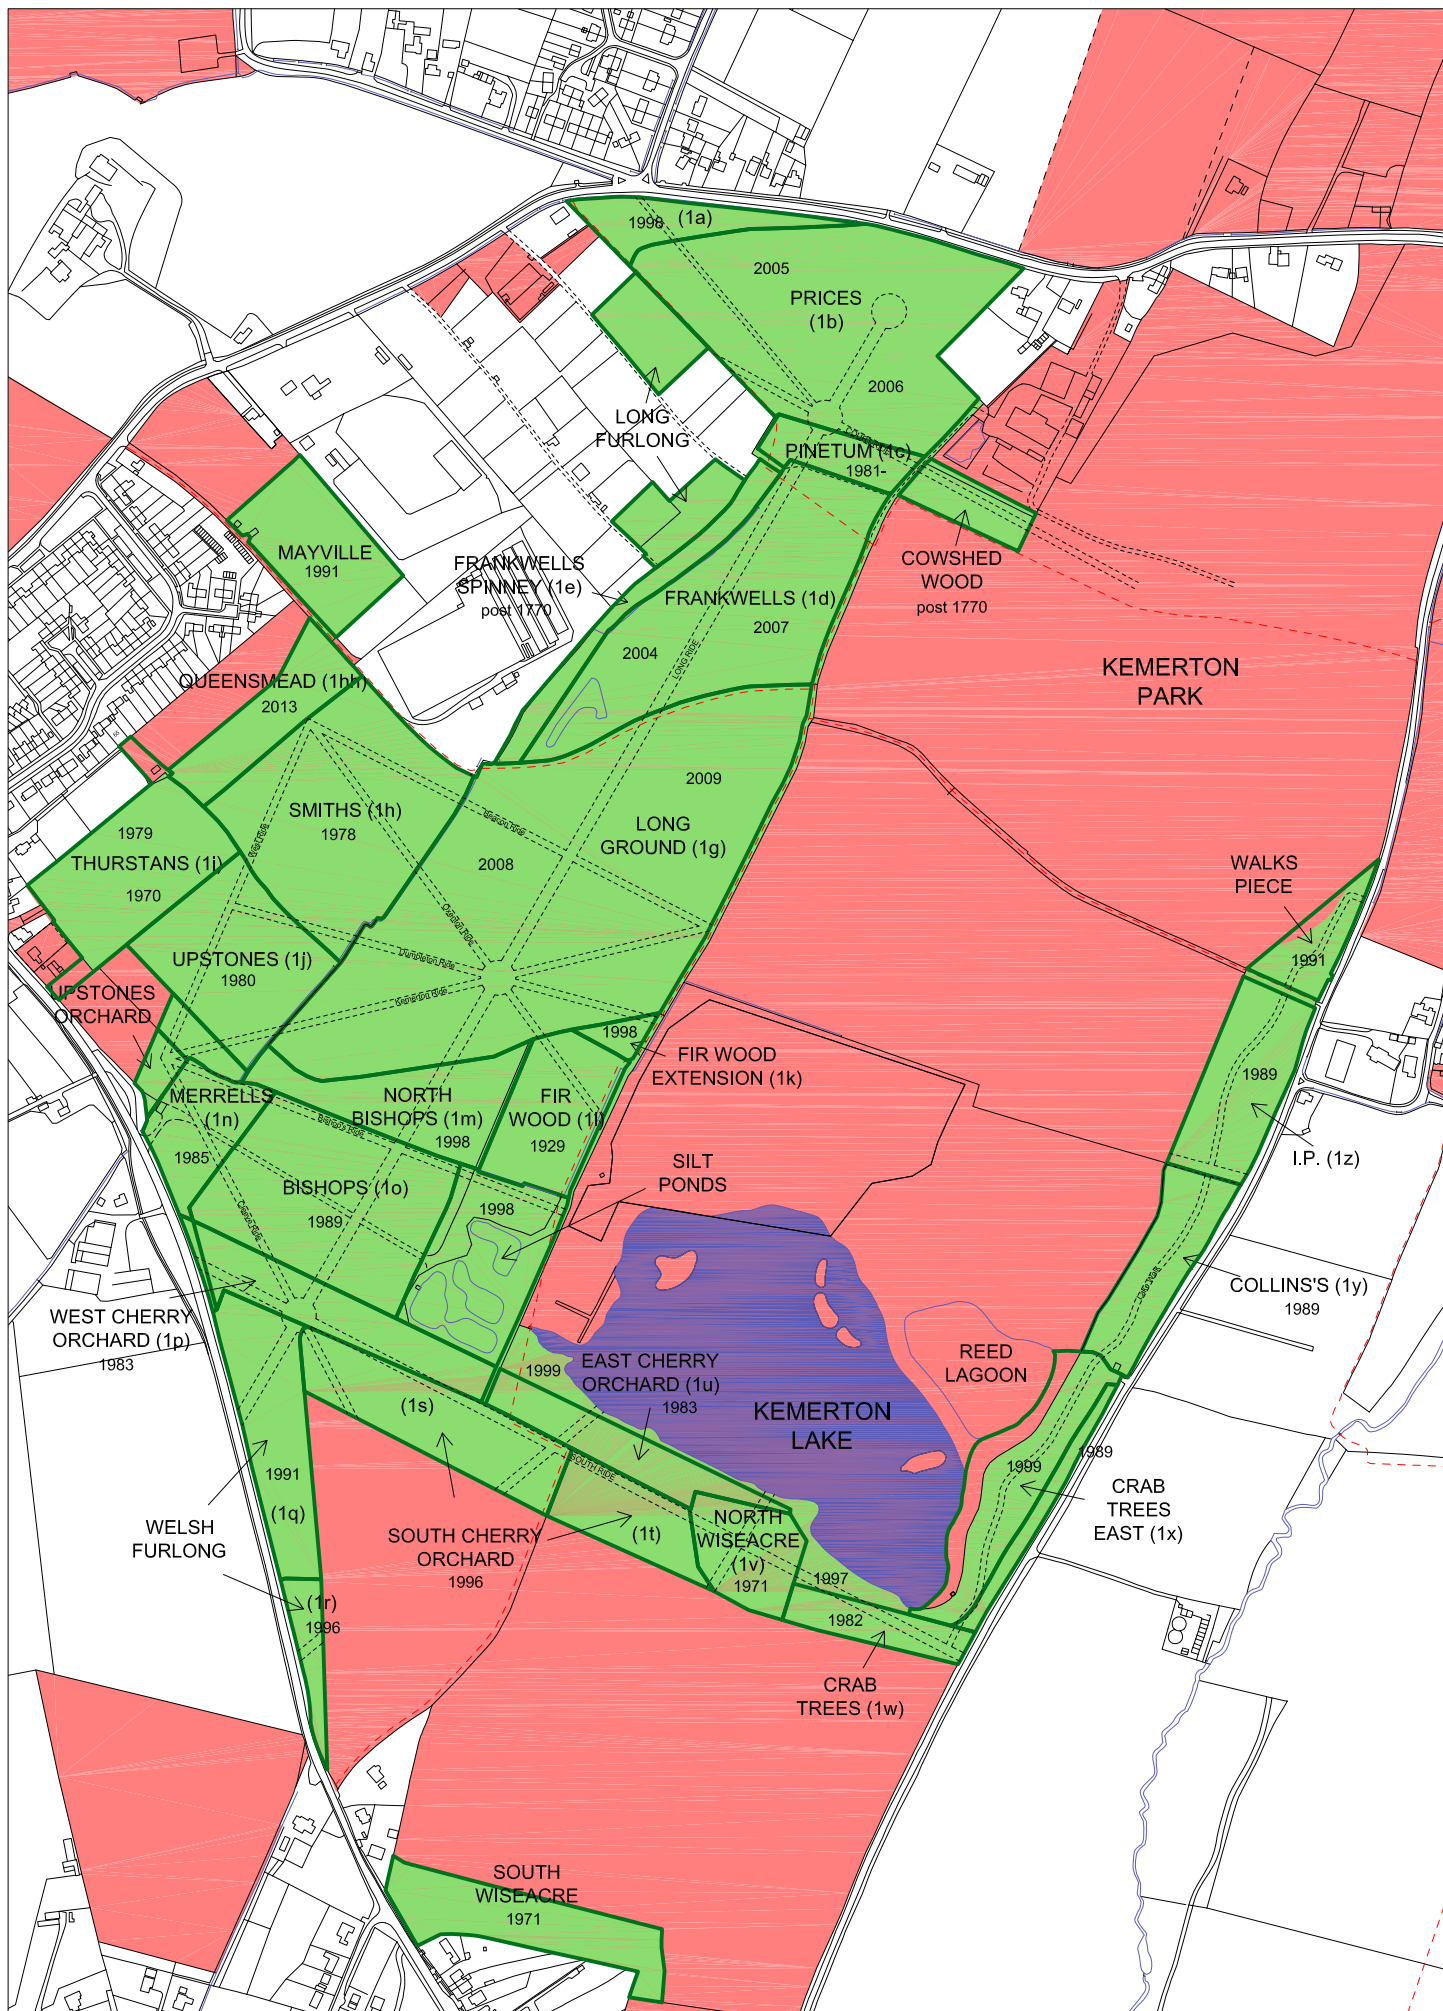 1998 (1a)
2005
PRICES
(1b)
2006
LONG
FURLONG
PINETUM (1c)
1981-
MAYVILLE
1991
FRANKWELLS
SPINNEY (1e)
post 1770
COWSHED
WOOD
post 1770
FRANKWELLS (1d)
2007
2004
LONG RIDE
KEMERTON
PARK
QUEENSMEAD (1hh)
2013
2009
SMITHS (1h)
1978
LONG
GROUND (1g)
1979
THURSTANS (1i)
1970
2008
WALKS
PIECE
1991
UPSTONES (1j)
1980
UPSTONES
ORCHARD
Kemerton Ride
1998
FIR WOOD
EXTENSION (1k)
1989
MERRELLS
(1n)
NORTH
BISHOPS (1m)
1998
FIR
WOOD (1l)
1929
1985
I.P. (1z)
SILT
PONDS
BISHOPS (1o)
1989
1998
COLLINS'S (1y)
1989
WEST CHERRY
ORCHARD (1p)
1983
REED
LAGOON
1999
EAST CHERRY
ORCHARD (1u)
1983
KEMERTON
LAKE
(1s)
SOUTH RIDE
1989
1999
CRAB
TREES
EAST (1x)
1991
(1q)
WELSH
FURLONG
SOUTH CHERRY
ORCHARD
1996
(1t)
NORTH
WISEACRE
(1v)
1971
1997
(1r)
1996
1982
CRAB
TREES (1w)
SOUTH
WISEACRE
1971